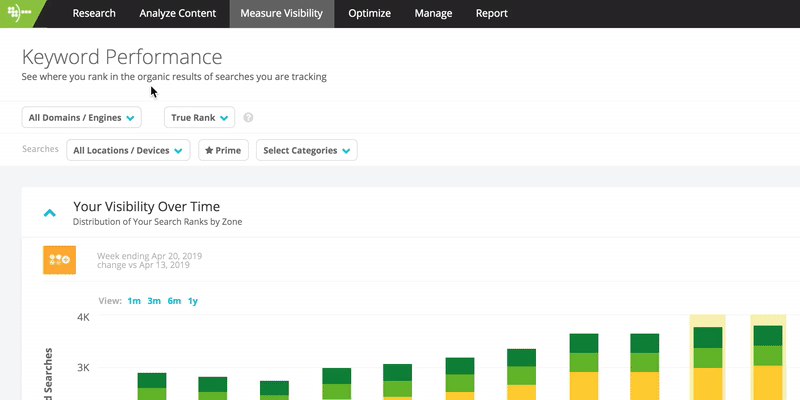 Research Analyze Content Measure Visibility Optimize Manage Report
Keyword Performance
See where you rank in the organic results of searches you are tracking
All Domains / Engines True Rank ?
Searches All Locations / Devices Prime Select Categories
Your Visibility Over Time
Distribution of Your Search Ranks by Zone
Week ending Apr 20, 2019
change vs Apr 13, 2019
View: 1m 3m 6m 1y
4K
3K
d Searches